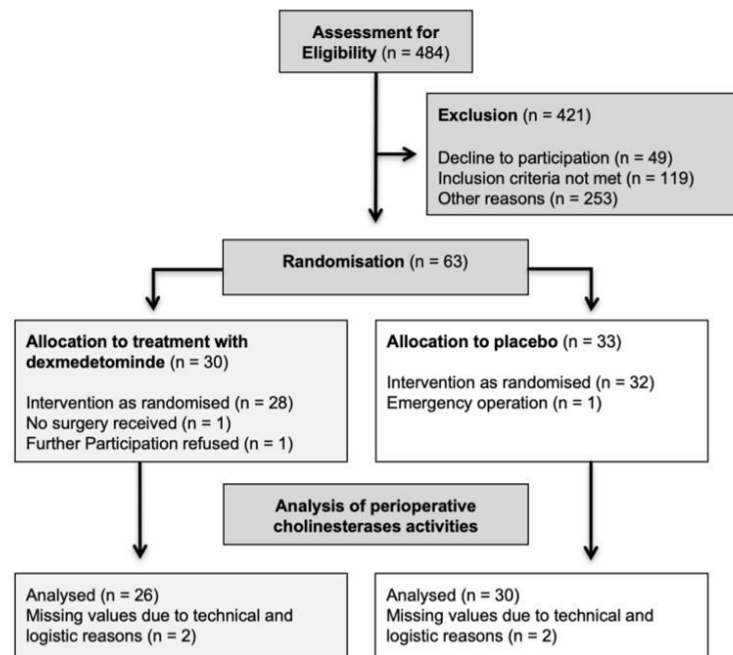 Assessment for
Eligibility (n = 484)
Exclusion (n = 421)
Decline to participation (n = 49)
Inclusion criteria not met (n = 119)
Other reasons (n = 253)
Randomisation (n = 63)
Allocation to treatment with
dexmedetominde (n = 30)
Intervention as randomised (n = 28)
No surgery received (n = 1)
Further Participation refused (n = 1)
Allocation to placebo (n = 33)
Intervention as randomised (n = 32)
Emergency operation (n = 1)
Analysis of perioperative
cholinesterases activities
Analysed (n = 26)
Missing values due to technical and
logistic reasons (n = 2)
Analysed (n = 30)
Missing values due to technical and
logistic reasons (n = 2)